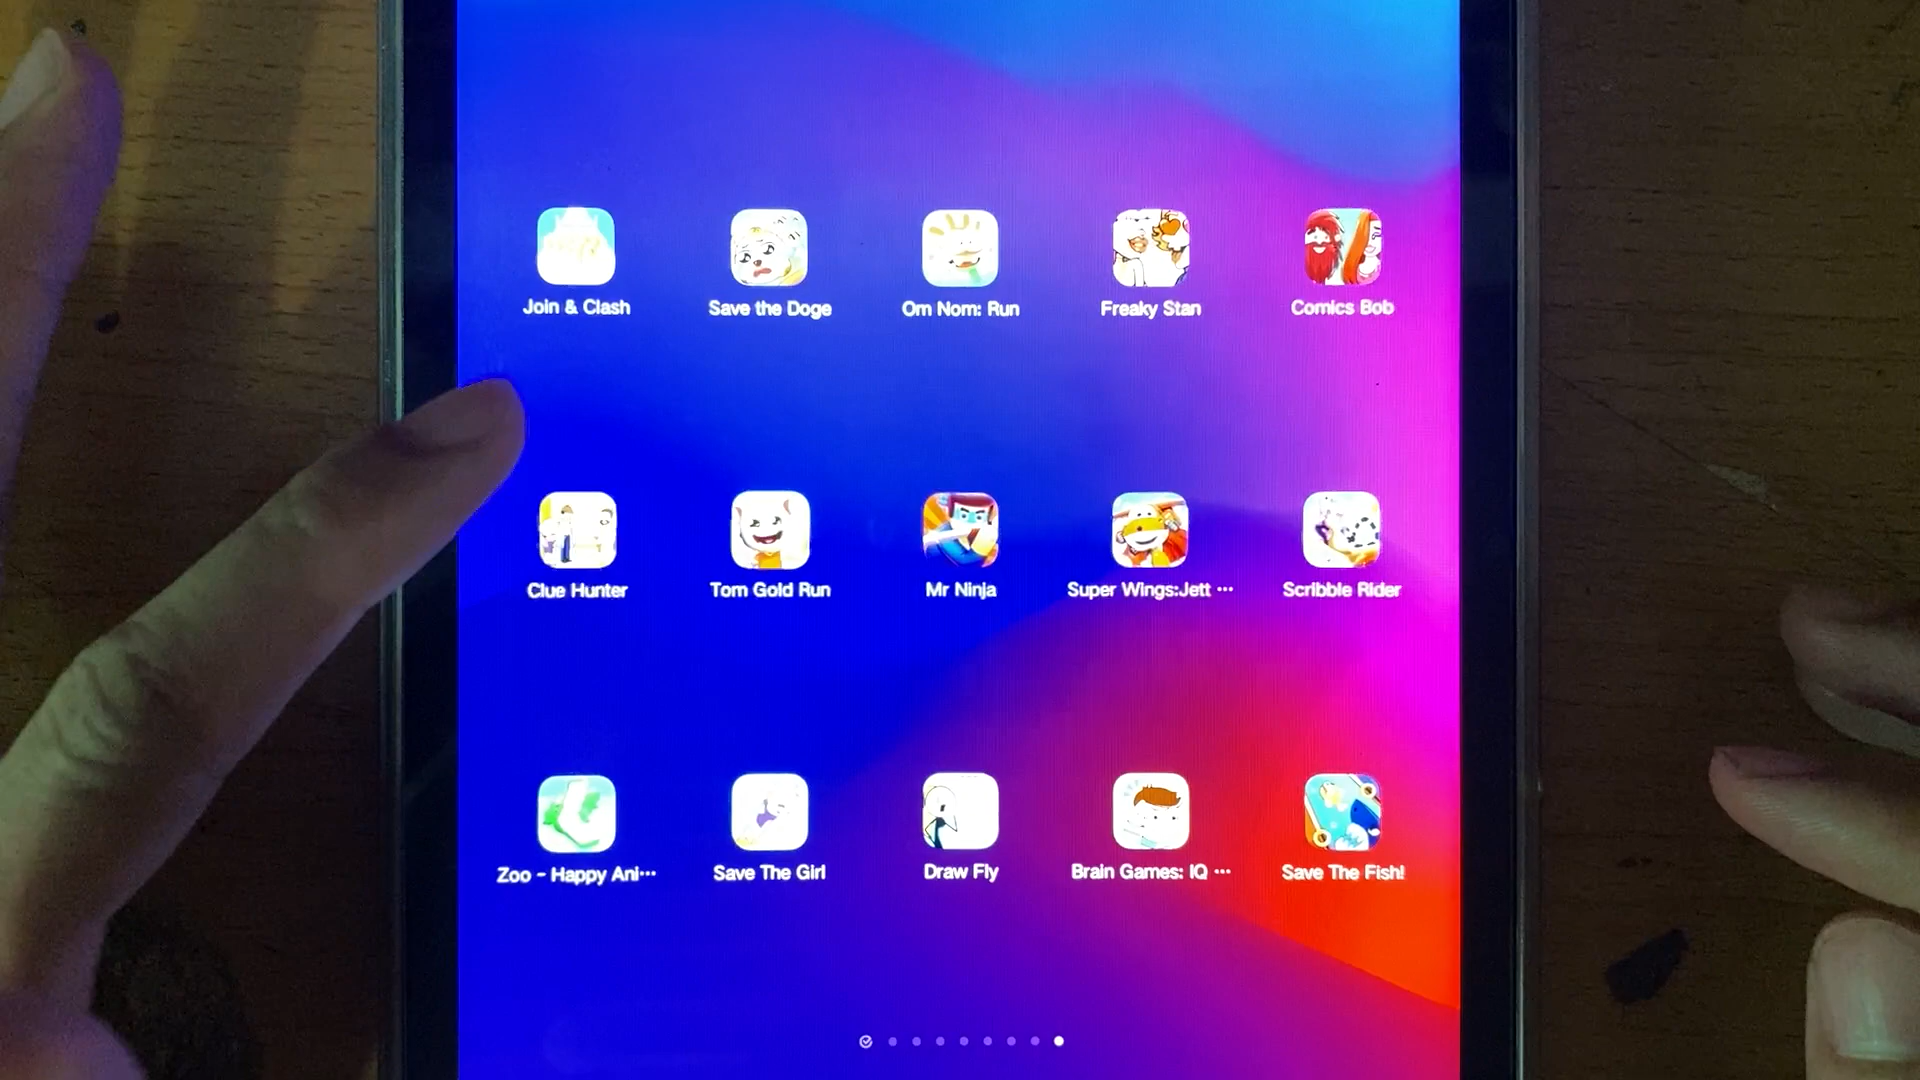 Join & Clash
Save the Doge
Om Nom: Run
Freaky Stan
Comics Bob
Clue Hunter
Tom Gold Run
Mr Ninja
Super Wings:Jett ···
Scribble Rider
Zoo - Happy Ani···
Save The Girl
Draw Fly
Brain Games: IQ ···
Save The Fish!